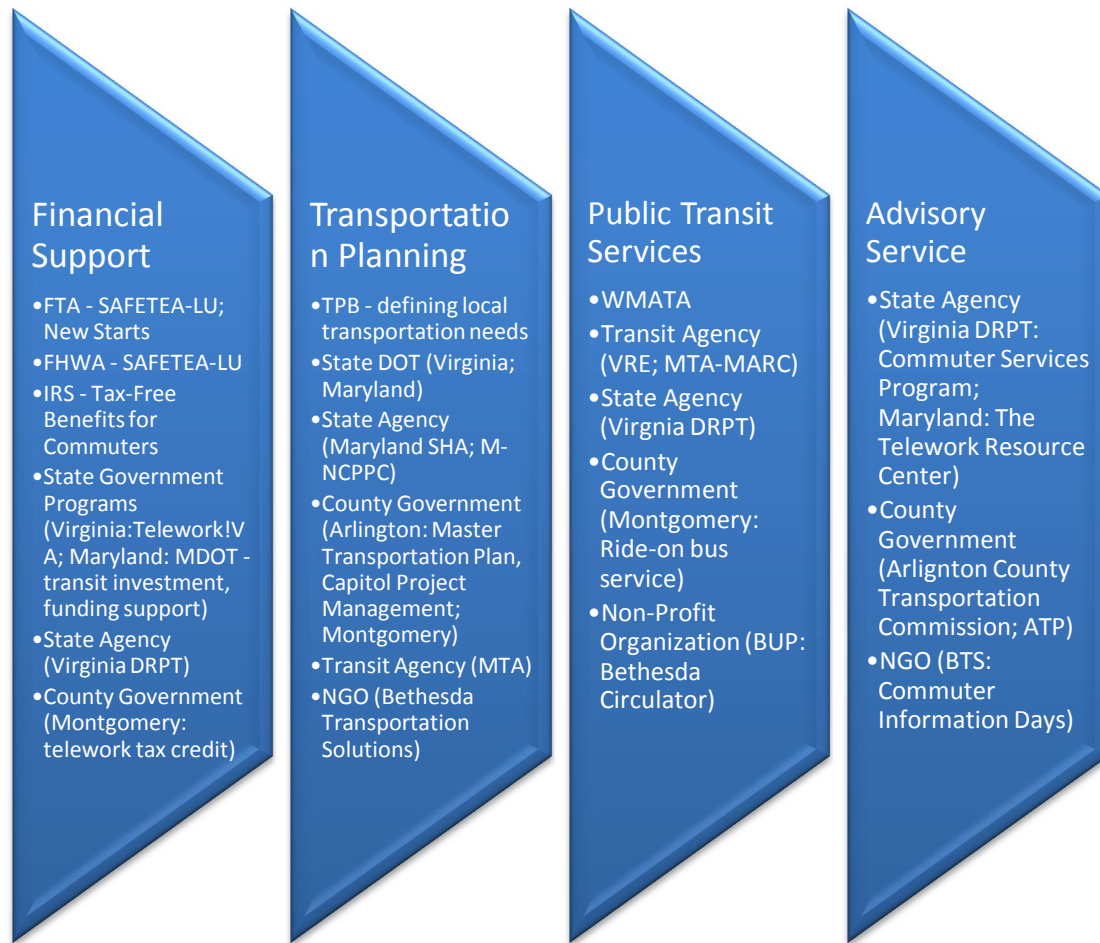 Financial
Support
•FTA - SAFETEA-LU;
New Starts
•FHWA - SAFETEA-LU
•IRS - Tax-Free
Benefits for
Commuters
•State Government
Programs
(Virginia:Telework!V
A; Maryland: MDOT -
transit investment,
funding support)
•State Agency
(Virginia DRPT)
•County Government
(Montgomery:
telework tax credit)
Transportatio
n Planning
•TPB - defining local
transportation needs
•State DOT (Virginia;
Maryland)
•State Agency
(Maryland SHA; M-
NCPPC)
•County Government
(Arlington: Master
Transportation Plan,
Capitol Project
Management;
Montgomery)
•Transit Agency (MTA)
•NGO (Bethesda
Transportation
Solutions)
Public Transit
Services
•WMATA
•Transit Agency
(VRE; MTA-MARC)
•State Agency
(Virgnia DRPT)
•County
Government
(Montgomery:
Ride-on bus
service)
•Non-Profit
Organization (BUP:
Bethesda
Circulator)
Advisory
Service
•State Agency
(Virginia DRPT:
Commuter Services
Program;
Maryland: The
Telework Resource
Center)
•County
Government
(Arlignton County
Transportation
Commission; ATP)
•NGO (BTS:
Commuter
Information Days)